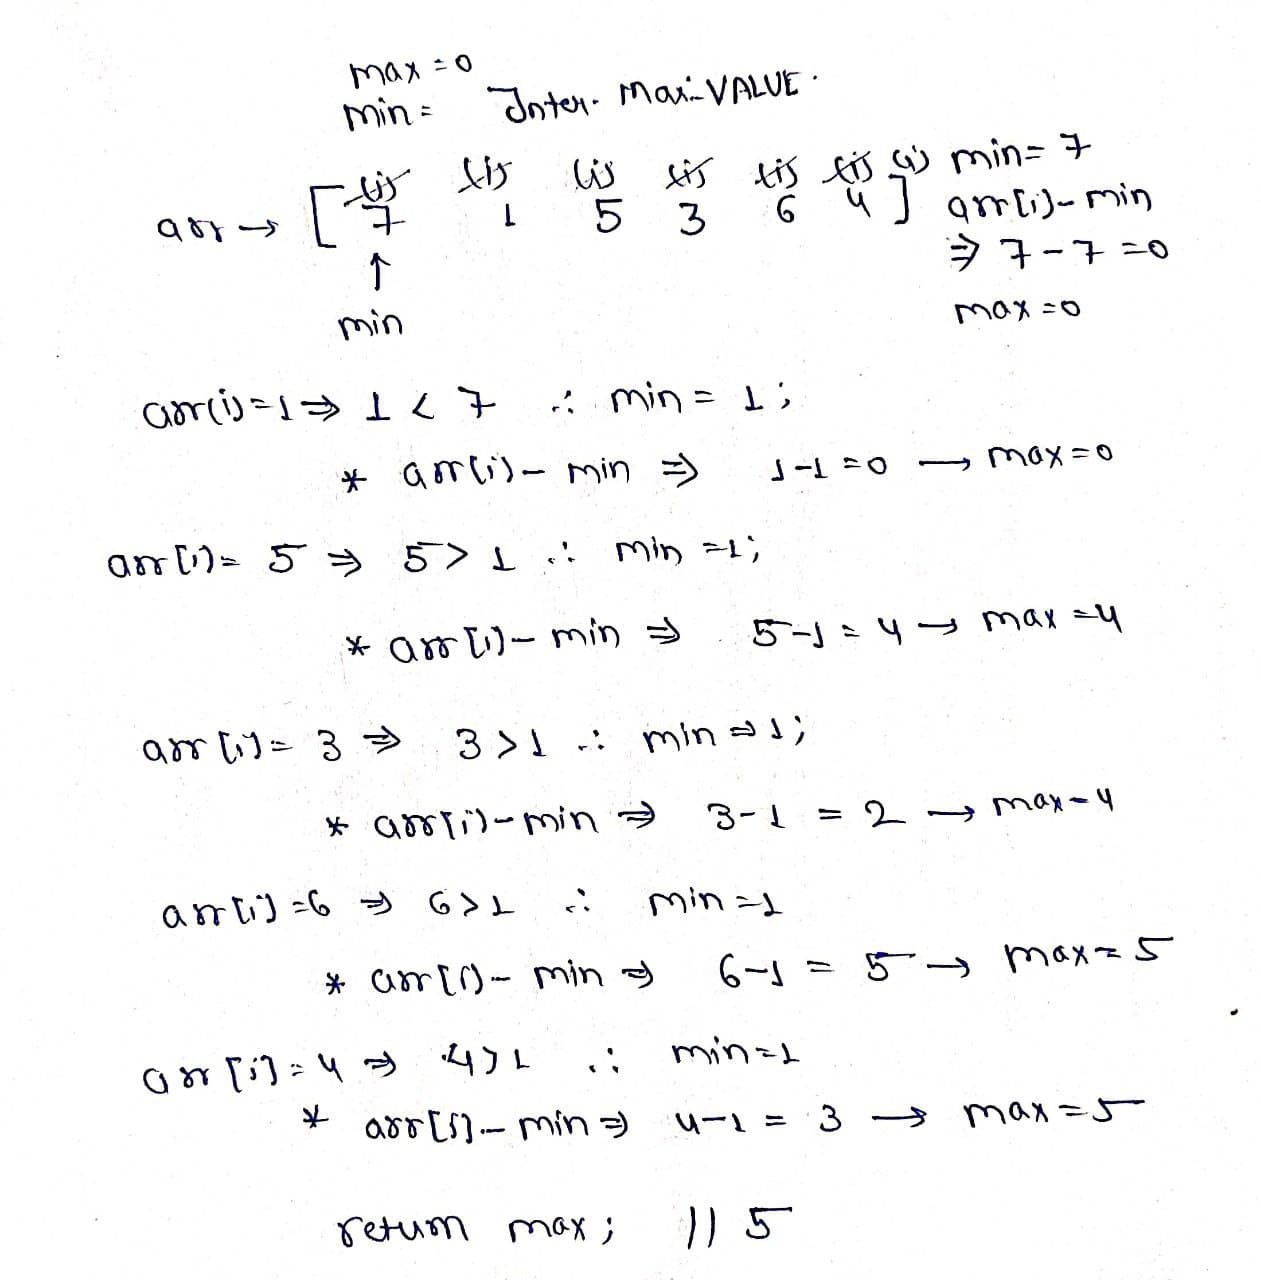 max = 0
min = Inter. Max-VALUE.
(i) (i) (i) (i) (i) (i) (i) min = 7
arr → [ 7 1 5 3 6 4 ] arr[i] - min
⇒ 7 - 7 = 0
↑
min max = 0
arr(i) = 1 ⇒ 1 < 7 ∴ min = 1;
* arr(i) - min ⇒ 1-1 = 0 → max = 0
arr[i] = 5 ⇒ 5 > 1 ∴ min = 1;
* arr[i] - min ⇒ 5-1 = 4 → max = 4
arr[i] = 3 ⇒ 3 > 1 ∴ min ⇒ 1;
* arr[i] - min ⇒ 3-1 = 2 → max - 4
arr[i] = 6 ⇒ 6 > 1 ∴ min = 1
* arr[i] - min ⇒ 6-1 = 5 → max = 5
arr[i] = 4 ⇒ 4 > 1 ∴ min = 1
* arr[i] - min ⇒ 4-1 = 3 → max = 5
return max; // 5